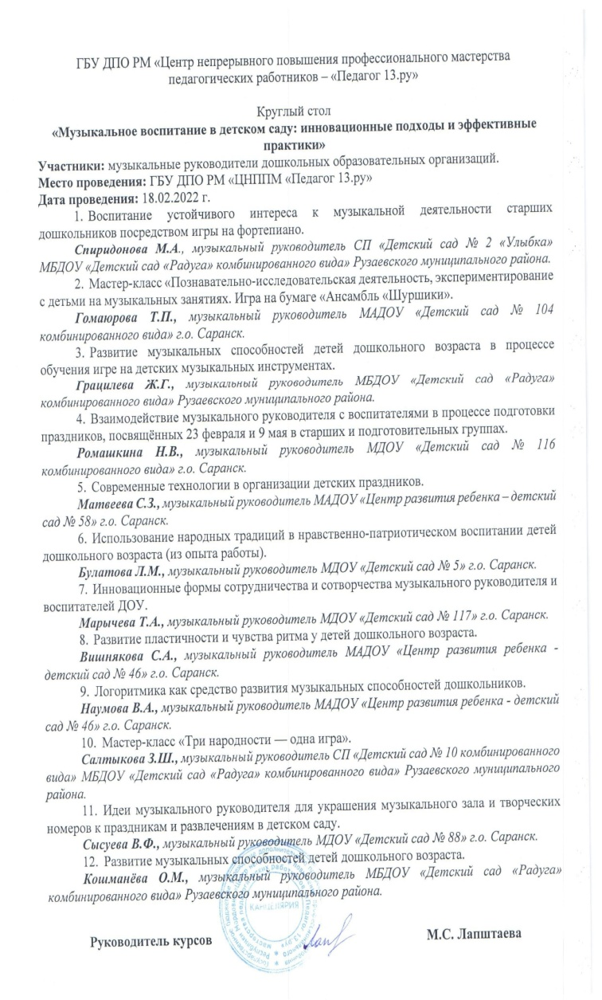 ГБУ ДПО РМ «Центр непрерывного повышения профессионального мастерства
педагогических работников – «Педагог 13.ру»
Круглый стол
«Музыкальное воспитание в детском саду: инновационные подходы и эффективные
практики»
Участники: музыкальные руководители дошкольных образовательных организаций.
Место проведения: ГБУ ДПО РМ «ЦНППМ «Педагог 13.ру»
Дата проведения: 18.02.2022 г.
1. Воспитание устойчивого интереса к музыкальной деятельности старших
дошкольников посредством игры на фортепиано.
Спиридонова М.А., музыкальный руководитель СП «Детский сад № 2 «Улыбка»
МБДОУ «Детский сад «Радуга» комбинированного вида» Рузаевского муниципального района.
2. Мастер-класс «Познавательно-исследовательская деятельность, экспериментирование
с детьми на музыкальных занятиях. Игра на бумаге «Ансамбль «Шуршики».
Гомаюрова Т.П., музыкальный руководитель МАДОУ «Детский сад № 104
комбинированного вида» г.о. Саранск.
3. Развитие музыкальных способностей детей дошкольного возраста в процессе
обучения игре на детских музыкальных инструментах.
Грацилева Ж.Г., музыкальный руководитель МБДОУ «Детский сад «Радуга»
комбинированного вида» Рузаевского муниципального района.
4. Взаимодействие музыкального руководителя с воспитателями в процессе подготовки
праздников, посвящённых 23 февраля и 9 мая в старших и подготовительных группах.
Ромашкина Н.В., музыкальный руководитель МДОУ «Детский сад № 116
комбинированного вида» г.о. Саранск.
5. Современные технологии в организации детских праздников.
Матвеева С.З., музыкальный руководитель МАДОУ «Центр развития ребенка – детский
сад № 58» г.о. Саранск.
6. Использование народных традиций в нравственно-патриотическом воспитании детей
дошкольного возраста (из опыта работы).
Булатова Л.М., музыкальный руководитель МДОУ «Детский сад № 5» г.о. Саранск.
7. Инновационные формы сотрудничества и сотворчества музыкального руководителя и
воспитателей ДОУ.
Марычева Т.А., музыкальный руководитель МДОУ «Детский сад № 117» г.о. Саранск.
8. Развитие пластичности и чувства ритма у детей дошкольного возраста.
Вишнякова С.А., музыкальный руководитель МАДОУ «Центр развития ребенка -
детский сад № 46» г.о. Саранск.
9. Логоритмика как средство развития музыкальных способностей дошкольников.
Наумова В.А., музыкальный руководитель МАДОУ «Центр развития ребенка - детский
сад № 46» г.о. Саранск.
10. Мастер-класс «Три народности — одна игра».
Салтыкова З.Ш., музыкальный руководитель СП «Детский сад № 10 комбинированного
вида» МБДОУ «Детский сад «Радуга» комбинированного вида» Рузаевского муниципального
района.
11. Идеи музыкального руководителя для украшения музыкального зала и творческих
номеров к праздникам и развлечениям в детском саду.
Сысуева В.Ф., музыкальный руководитель МДОУ «Детский сад № 88» г.о. Саранск.
12. Развитие музыкальных способностей детей дошкольного возраста.
Кошманёва О.М., музыкальный руководитель МБДОУ «Детский сад «Радуга»
комбинированного вида» Рузаевского муниципального района.
КАНЦЕЛЯРИЯ
Руководитель курсов М.С. Лапштаева